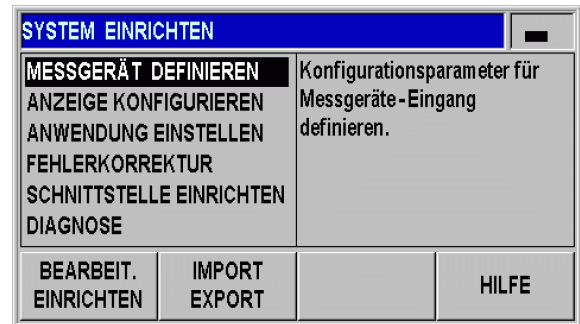 SYSTEM EINRICHTEN
MESSGERÄT DEFINIEREN
ANZEIGE KONFIGURIEREN
ANWENDUNG EINSTELLEN
FEHLERKORREKTUR
SCHNITTSTELLE EINRICHTEN
DIAGNOSE
Konfigurationsparameter für
Messgeräte-Eingang
definieren.
BEARBEIT.
EINRICHTEN
IMPORT
EXPORT
HILFE